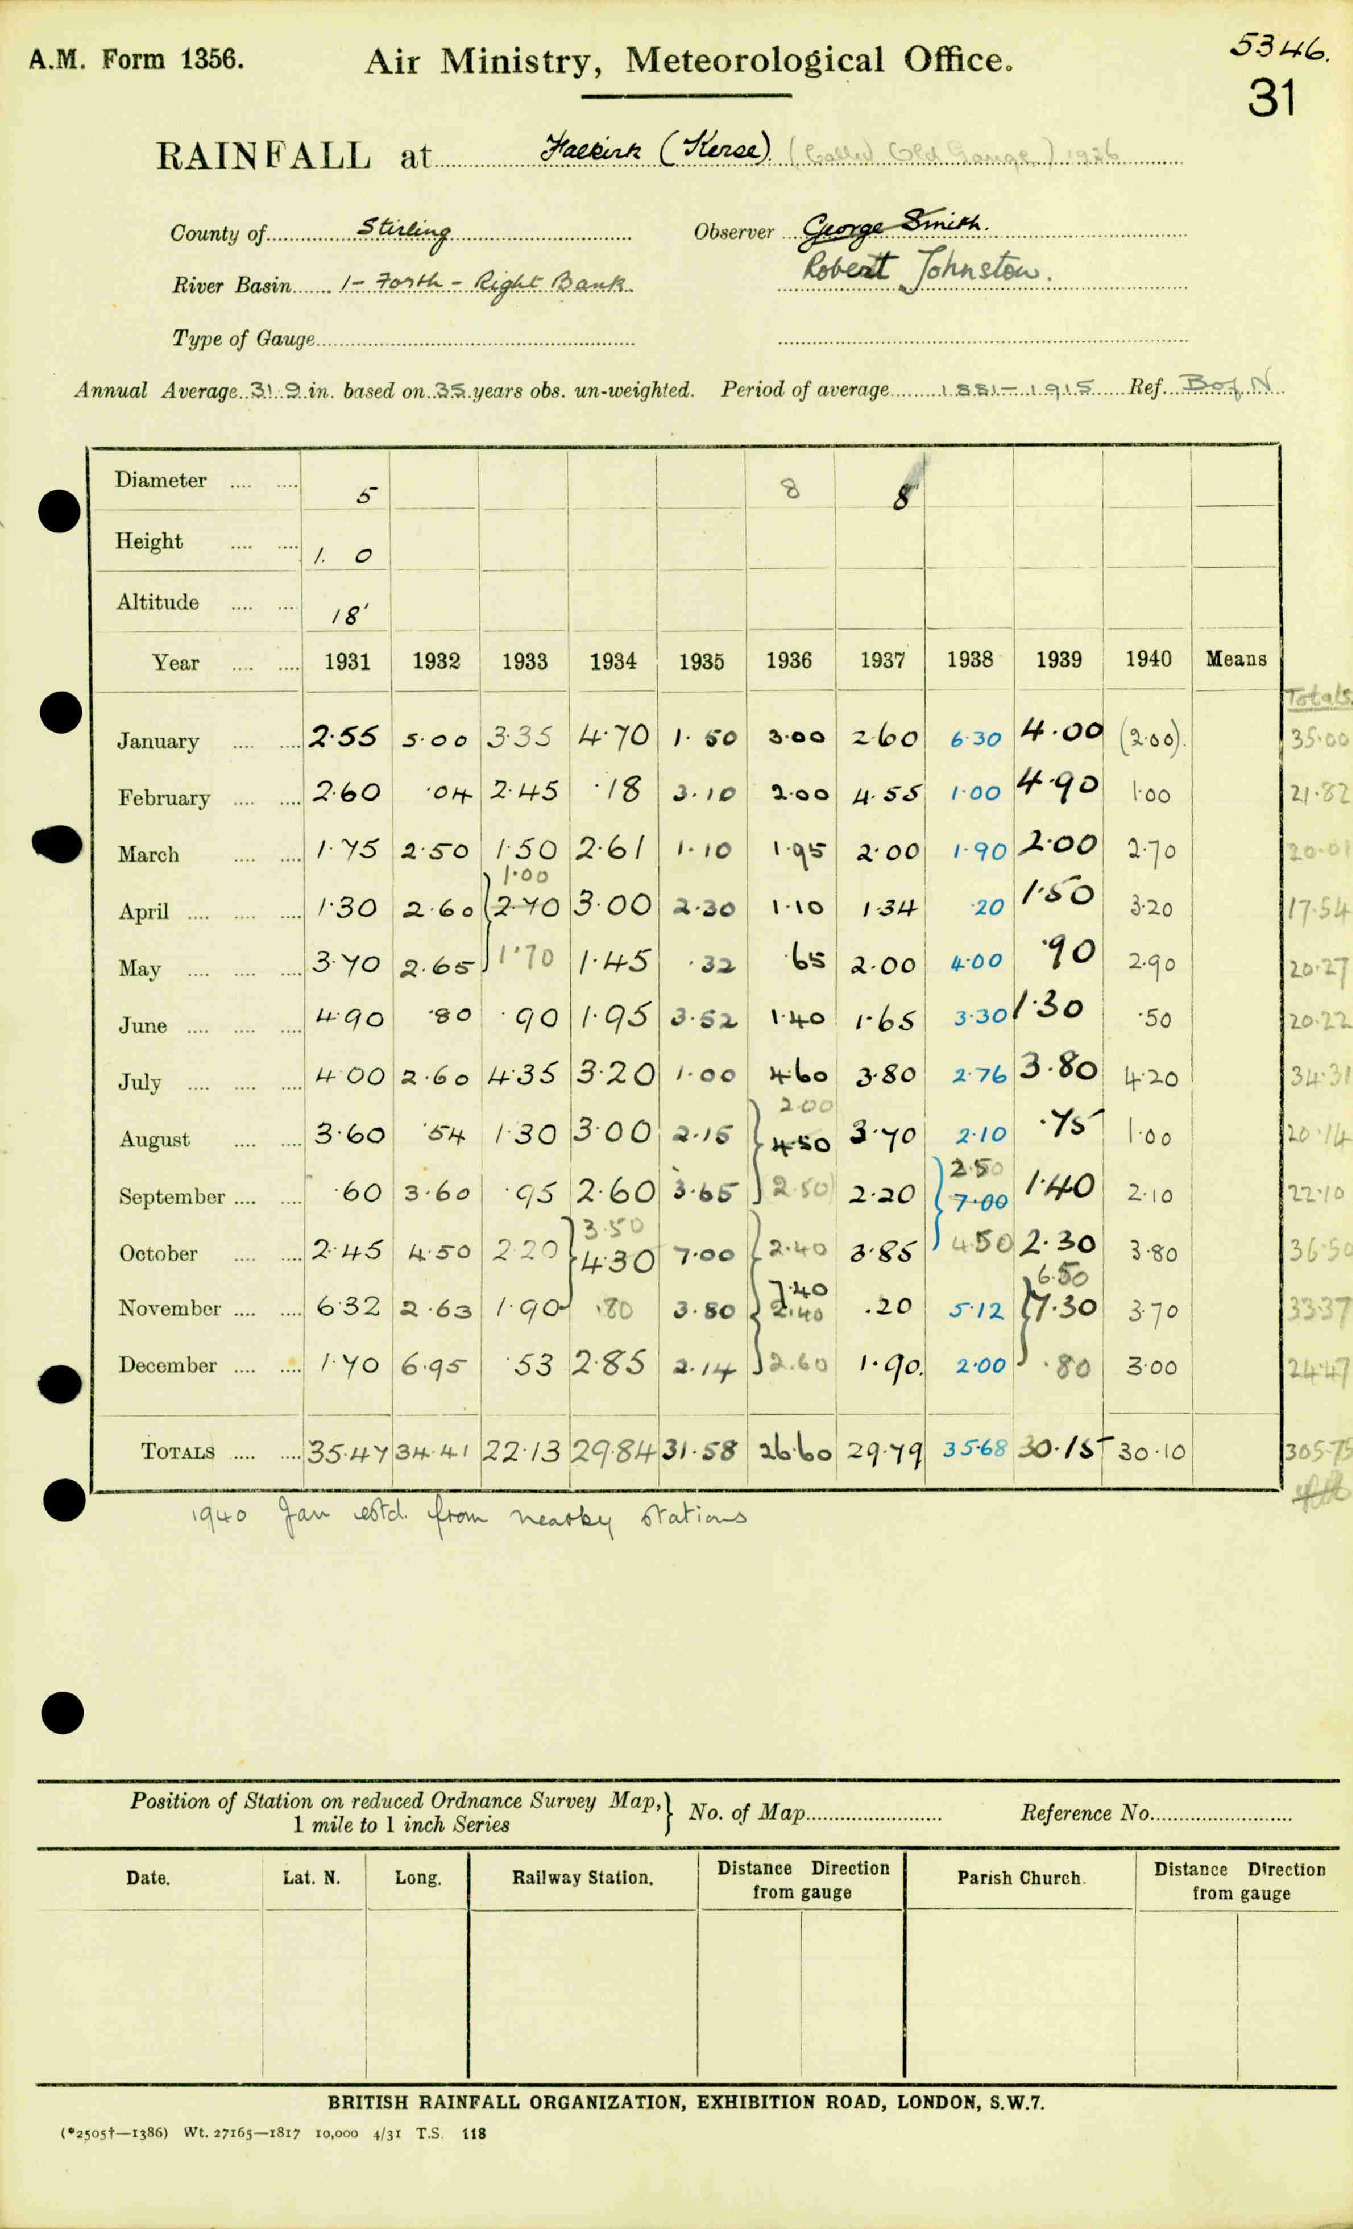 A.M. Form 1356. Air Ministry, Meteorological Office. 5346.
31
RAINFALL at Falkirk (Kerse). (Called Old Gauge) 1936
County of Stirling Observer George Smith.
River Basin 1 - Forth - Right Bank Robert Johnston.
Type of Gauge
Annual Average 31.9 in. based on 35 years obs. un-weighted. Period of average 1881 - 1915 Ref. B of N
Diameter 5 8 8
Height 1. 0
Altitude 18'
Year 1931 1932 1933 1934 1935 1936 1937 1938 1939 1940 Means
Totals
January 2.55 5.00 3.35 4.70 1.50 3.00 2.60 6.30 4.00 (2.00). 35.00
February 2.60 .04 2.45 .18 3.10 2.00 4.55 1.00 4.90 1.00 21.82
March 1.75 2.50 1.50 2.61 1.10 1.95 2.00 1.90 2.00 2.70 20.01
1.00
April 1.30 2.60 2.70 3.00 2.30 1.10 1.34 .20 1.50 3.20 17.54
May 3.70 2.65 1.70 1.45 .32 .65 2.00 4.00 .90 2.90 20.27
June 4.90 .80 .90 1.95 3.52 1.40 1.65 3.30 1.30 .50 20.22
July 4.00 2.60 4.35 3.20 1.00 4.60 3.80 2.76 3.80 4.20 34.31
2.00
August 3.60 .54 1.30 3.00 2.15 4.50 3.70 2.10 .75 1.00 20.14
2.50
September .60 3.60 .95 2.60 3.65 2.50 2.20 7.00 1.40 2.10 22.10
3.50
October 2.45 4.50 2.20 4.30 7.00 2.40 3.85 4.50 2.30 3.80 36.50
7.40 6.50
November 6.32 2.63 1.90 .80 3.80 2.40 .20 5.12 7.30 3.70 33.37
December 1.70 6.95 .53 2.85 2.14 2.60 1.90. 2.00 .80 3.00 24.47
TOTALS 35.47 34.41 22.13 29.84 31.58 26.60 29.79 35.68 30.15 30.10 305.75
1940 Jan estd. from nearby stations
Position of Station on reduced Ordnance Survey Map, } No. of Map Reference No.
1 mile to 1 inch Series
Date. Lat. N. Long. Railway Station. Distance Direction from gauge Parish Church. Distance Direction from gauge
BRITISH RAINFALL ORGANIZATION, EXHIBITION ROAD, LONDON, S.W.7.
(*2505†—1386) Wt. 27165—1817 10,000 4/31 T.S. 118